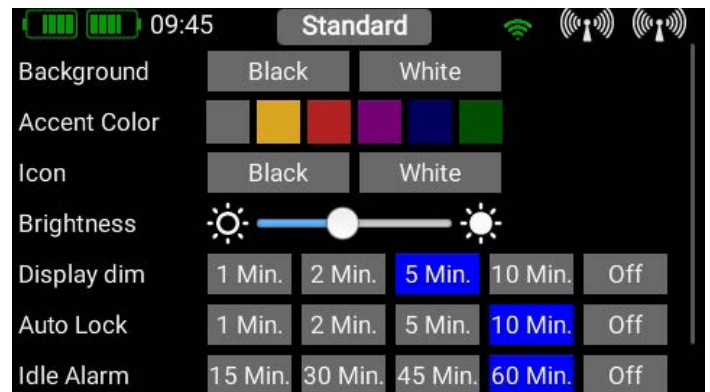 09:45 Standard
Background Black White
Accent Color
Icon Black White
Brightness
Display dim 1 Min. 2 Min. 5 Min. 10 Min. Off
Auto Lock 1 Min. 2 Min. 5 Min. 10 Min. Off
Idle Alarm 15 Min. 30 Min. 45 Min. 60 Min. Off